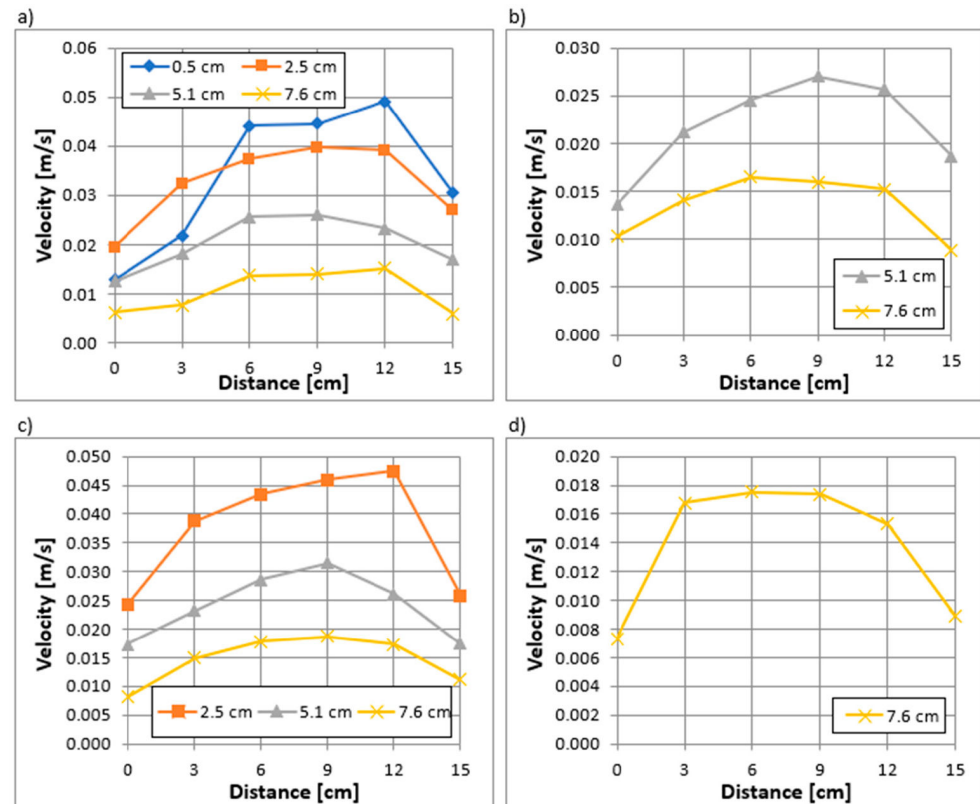 a)
0.06
0.05
0.04
0.03
0.02
0.01
0.00
Velocity [m/s]
0.5 cm 2.5 cm
5.1 cm 7.6 cm
0 3 6 9 12 15
Distance [cm]
b)
0.030
0.025
0.020
0.015
0.010
0.005
0.000
Velocity [m/s]
5.1 cm
7.6 cm
0 3 6 9 12 15
Distance [cm]
c)
0.050
0.045
0.040
0.035
0.030
0.025
0.020
0.015
0.010
0.005
0.000
Velocity [m/s]
2.5 cm 5.1 cm 7.6 cm
0 3 6 9 12 15
Distance [cm]
d)
0.020
0.018
0.016
0.014
0.012
0.010
0.008
0.006
0.004
0.002
0.000
Velocity [m/s]
7.6 cm
0 3 6 9 12 15
Distance [cm]